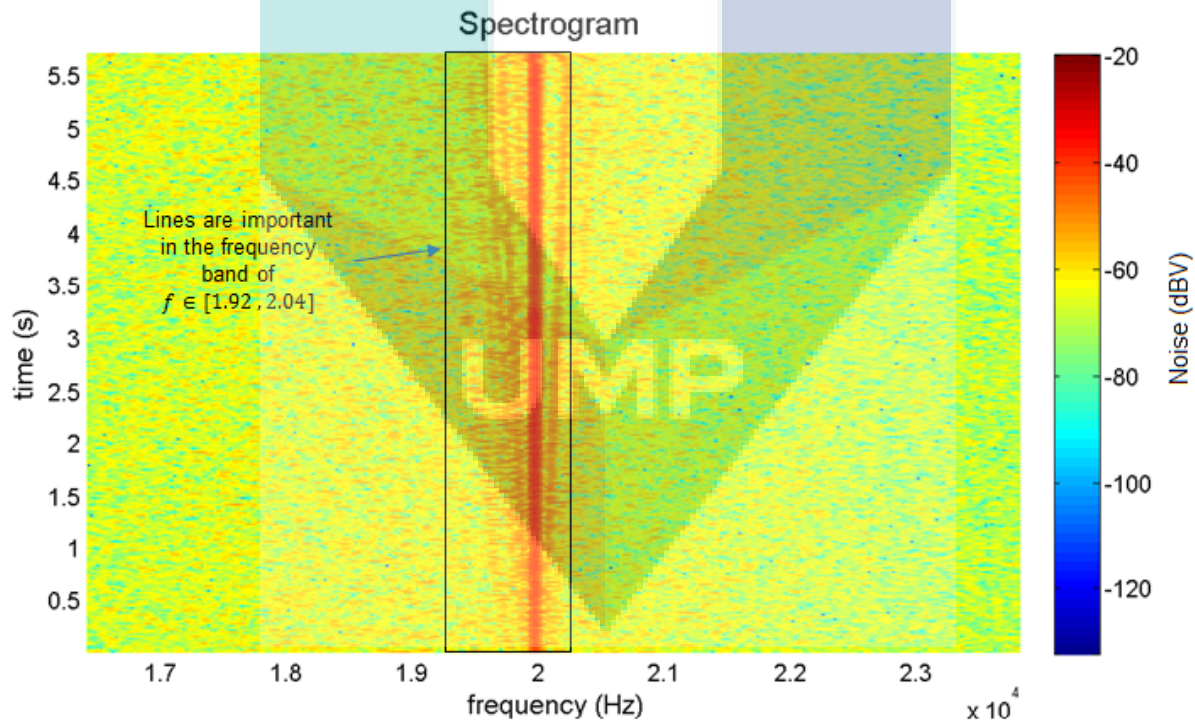 Spectrogram
5.5
5
4.5
4
3.5
3
2.5
2
1.5
1
0.5
time (s)
Lines are important
in the frequency
band of
f ∈ [1.92 , 2.04]
UMP
1.7
1.8
1.9
2
2.1
2.2
2.3
frequency (Hz)
x 10⁴
-20
-40
-60
-80
-100
-120
Noise (dBV)